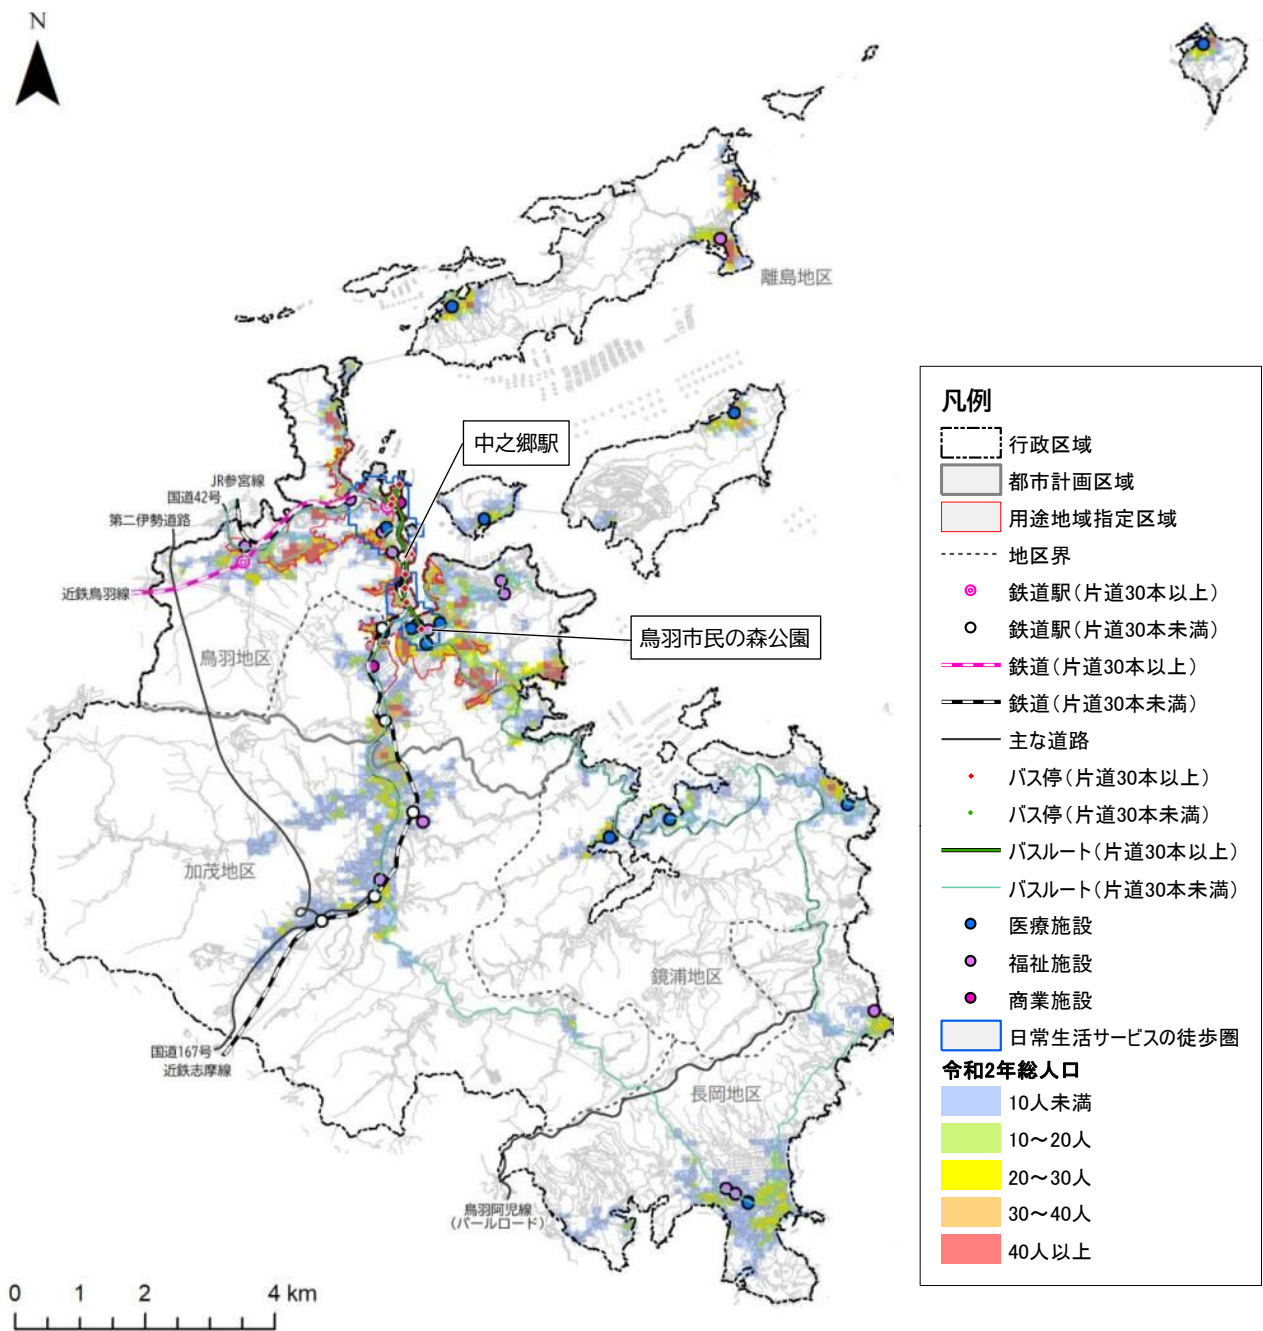 N
離島地区
中之郷駅
JR参宮線
国道42号
第二伊勢道路
近鉄鳥羽線
鳥羽市民の森公園
鳥羽地区
加茂地区
鏡浦地区
国道167号
近鉄志摩線
長岡地区
鳥羽阿児線
(パールロード)
0 1 2 4 km
凡例
行政区域
都市計画区域
用途地域指定区域
地区界
鉄道駅(片道30本以上)
鉄道駅(片道30本未満)
鉄道(片道30本以上)
鉄道(片道30本未満)
主な道路
バス停(片道30本以上)
バス停(片道30本未満)
バスルート(片道30本以上)
バスルート(片道30本未満)
医療施設
福祉施設
商業施設
日常生活サービスの徒歩圏
令和2年総人口
10人未満
10～20人
20～30人
30～40人
40人以上